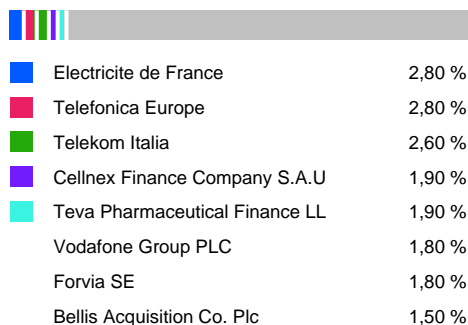 Electricite de France 2,80 %
Telefonica Europe 2,80 %
Telekom Italia 2,60 %
Cellnex Finance Company S.A.U 1,90 %
Teva Pharmaceutical Finance LL 1,90 %
Vodafone Group PLC 1,80 %
Forvia SE 1,80 %
Bellis Acquisition Co. Plc 1,50 %